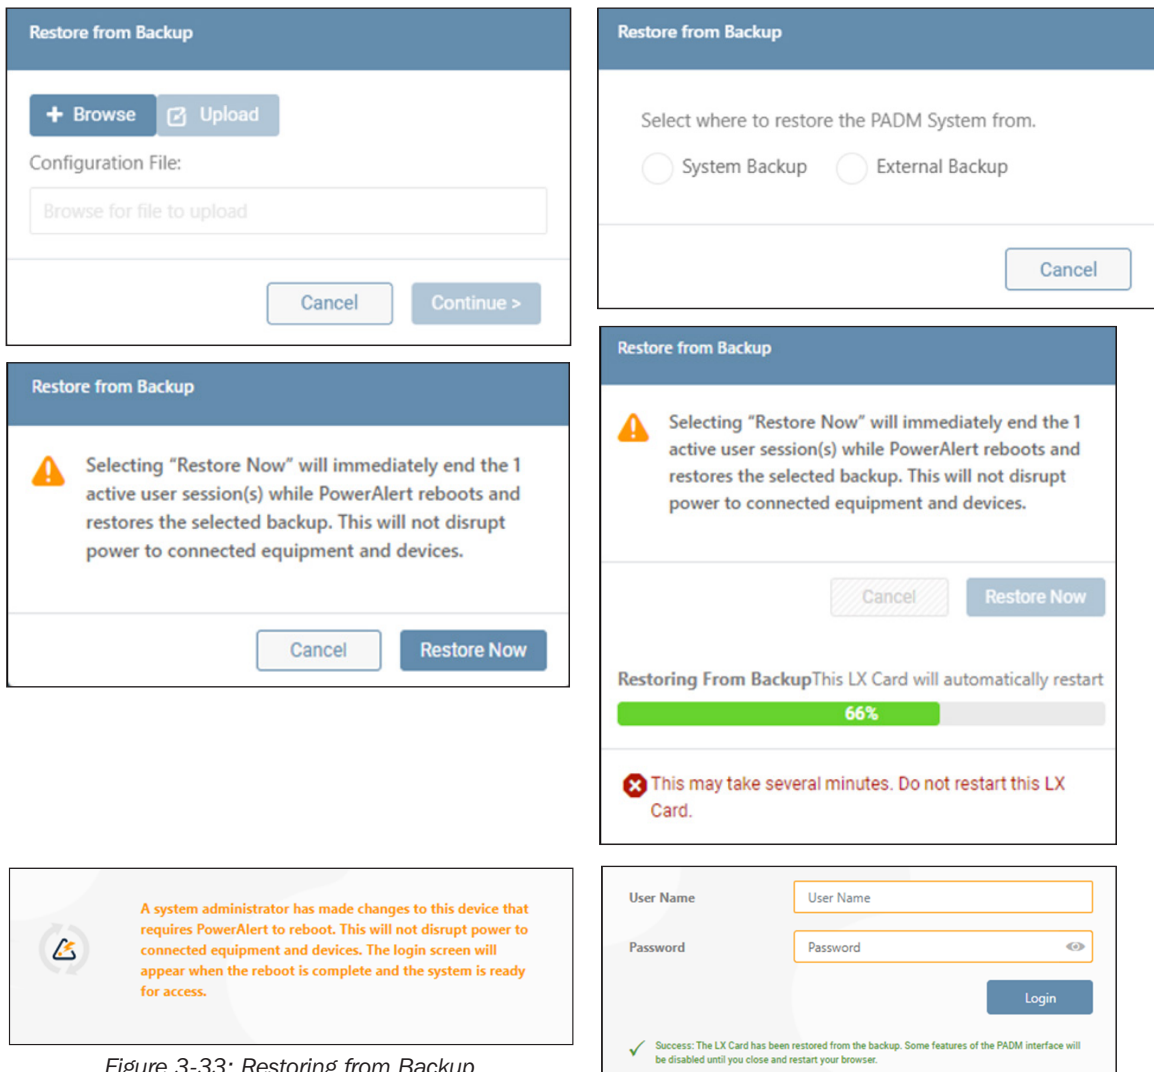 Restore from Backup
Browse
Upload
Configuration File:
Browse for file to upload
Cancel
Continue >
Restore from Backup
Select where to restore the PADM System from.
System Backup
External Backup
Cancel
Restore from Backup
Selecting “Restore Now” will immediately end the 1
active user session(s) while PowerAlert reboots and
restores the selected backup. This will not disrupt
power to connected equipment and devices.
Cancel
Restore Now
Restore from Backup
Selecting “Restore Now” will immediately end the 1
active user session(s) while PowerAlert reboots and
restores the selected backup. This will not disrupt
power to connected equipment and devices.
Cancel
Restore Now
Restoring From BackupThis LX Card will automatically restart
66%
This may take several minutes. Do not restart this LX
Card.
A system administrator has made changes to this device that
requires PowerAlert to reboot. This will not disrupt power to
connected equipment and devices. The login screen will
appear when the reboot is complete and the system is ready
for access.
User Name
User Name
Password
Password
Login
Success: The LX Card has been restored from the backup. Some features of the PADM interface will
be disabled until you close and restart your browser.
Figure 3-33: Restoring from Backup